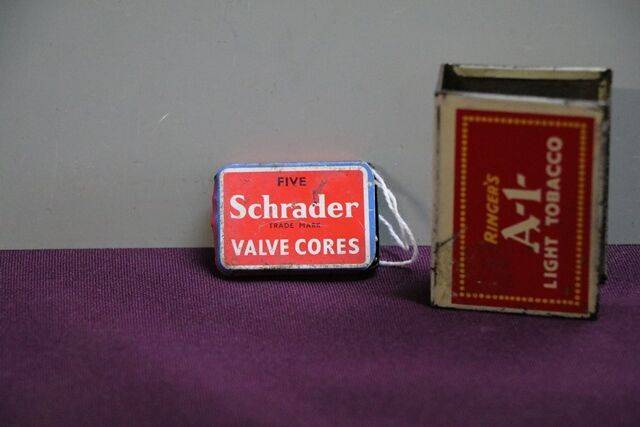 FIVE
Schrader
TRADE MARK
VALVE CORES
RINGER'S
A-1-
LIGHT TOBACCO